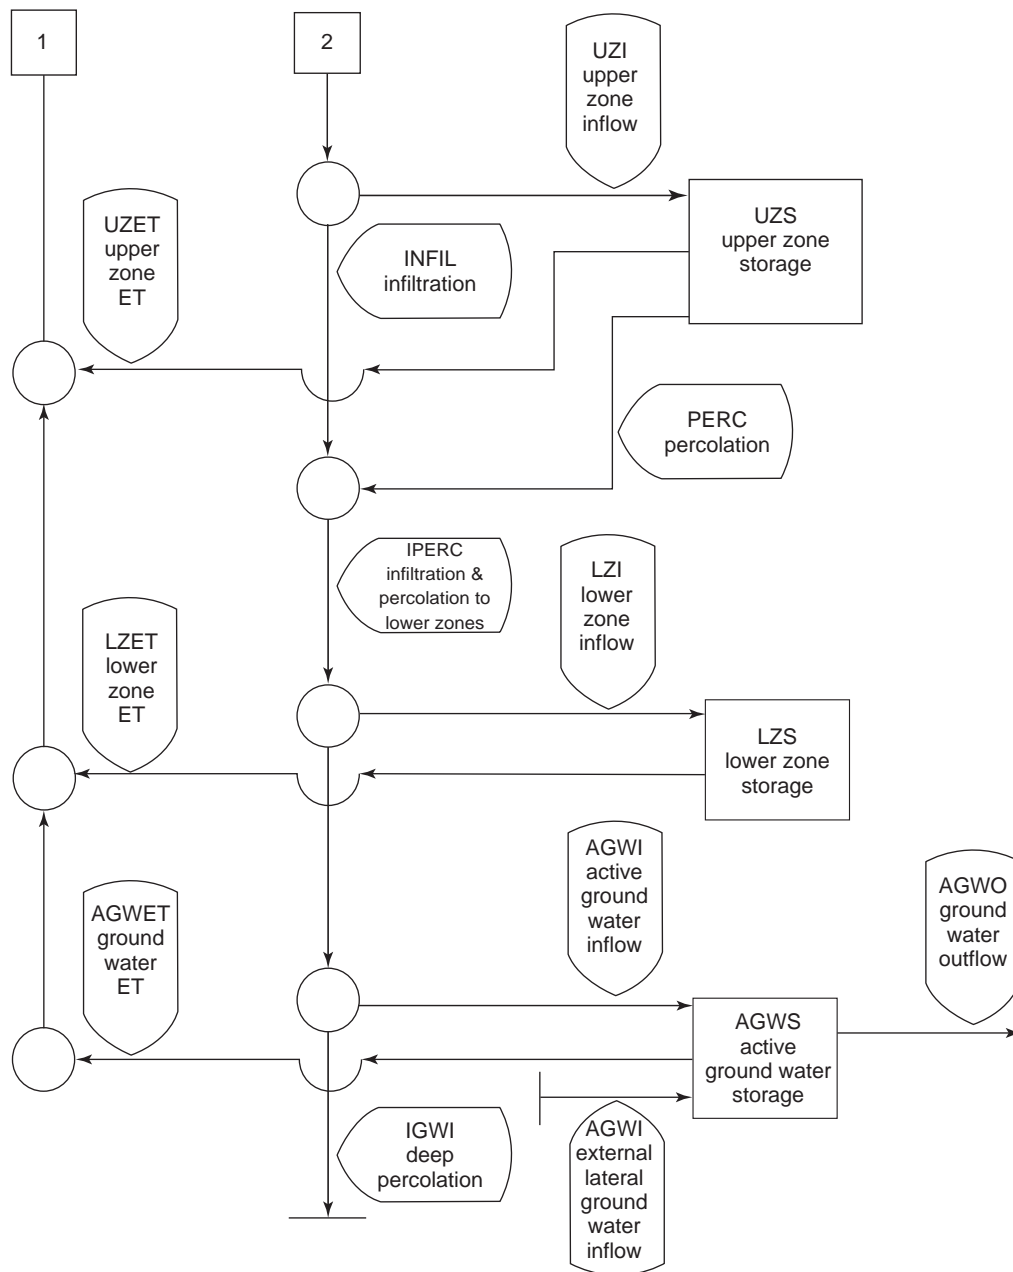 1
2
UZI
upper
zone
inflow
UZET
upper
zone
ET
INFIL
infiltration
UZS
upper zone
storage
PERC
percolation
IPERC
infiltration &
percolation to
lower zones
LZI
lower
zone
inflow
LZET
lower
zone
ET
LZS
lower zone
storage
AGWI
active
ground
water
inflow
AGWO
ground
water
outflow
AGWET
ground
water
ET
AGWS
active
ground water
storage
IGWI
deep
percolation
AGWI
external
lateral
ground
water
inflow